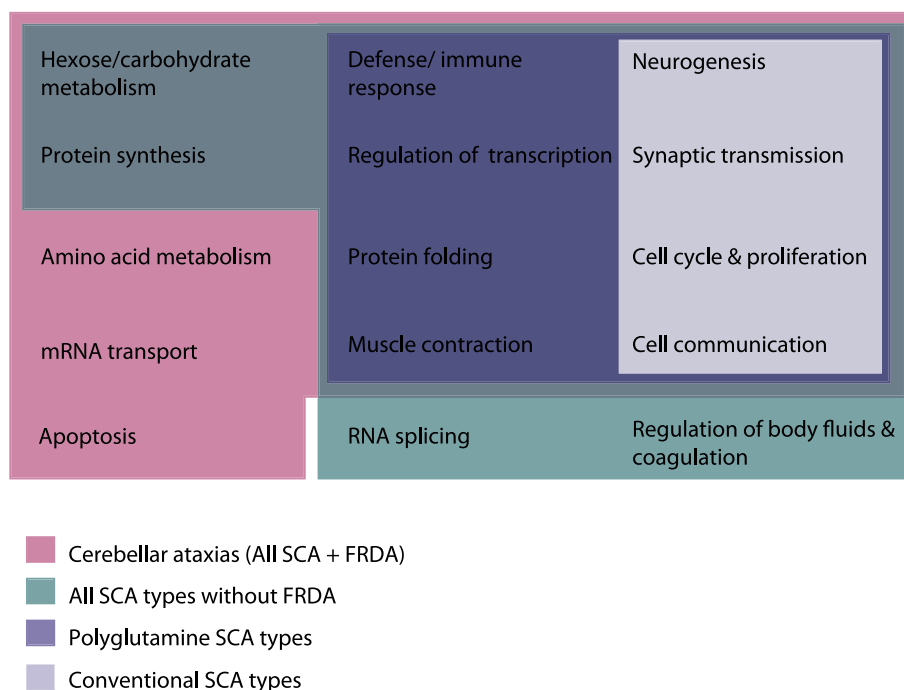 Hexose/carbohydrate
metabolism
Defense/ immune
response
Neurogenesis
Protein synthesis
Regulation of transcription
Synaptic transmission
Amino acid metabolism
Protein folding
Cell cycle & proliferation
mRNA transport
Muscle contraction
Cell communication
Apoptosis
RNA splicing
Regulation of body fluids &
coagulation
Cerebellar ataxias (All SCA + FRDA)
All SCA types without FRDA
Polyglutamine SCA types
Conventional SCA types